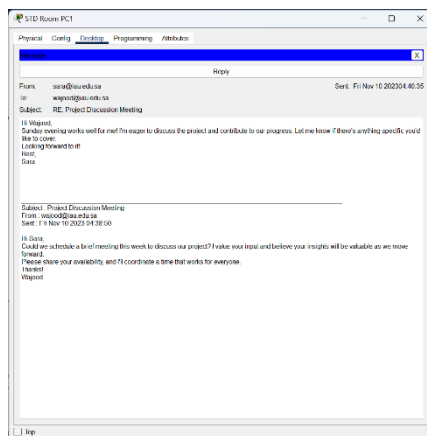 STD Room PC1
Physical Config Desktop Programming Attributes
X
Reply
From: sara@iau.edu.sa Sent: Fri Nov 10 2023 04:40:35
To: wajood@iau.edu.sa
Subject: RE: Project Discussion Meeting
Hi Wajood,
Sunday evening works well for me! I'm eager to discuss the project and contribute to our progress. Let me know if there's anything specific you'd
like to cover.
Looking forward to it!
Best,
Sara
Subject : Project Discussion Meeting
From : wajood@iau.edu.sa
Sent : Fri Nov 10 2023 04:38:50
Hi Sara,
Could we schedule a brief meeting this week to discuss our project? I value your input and believe your insights will be valuable as we move
forward.
Please share your availability, and I'll coordinate a time that works for everyone.
Thanks!
Wajood
Top